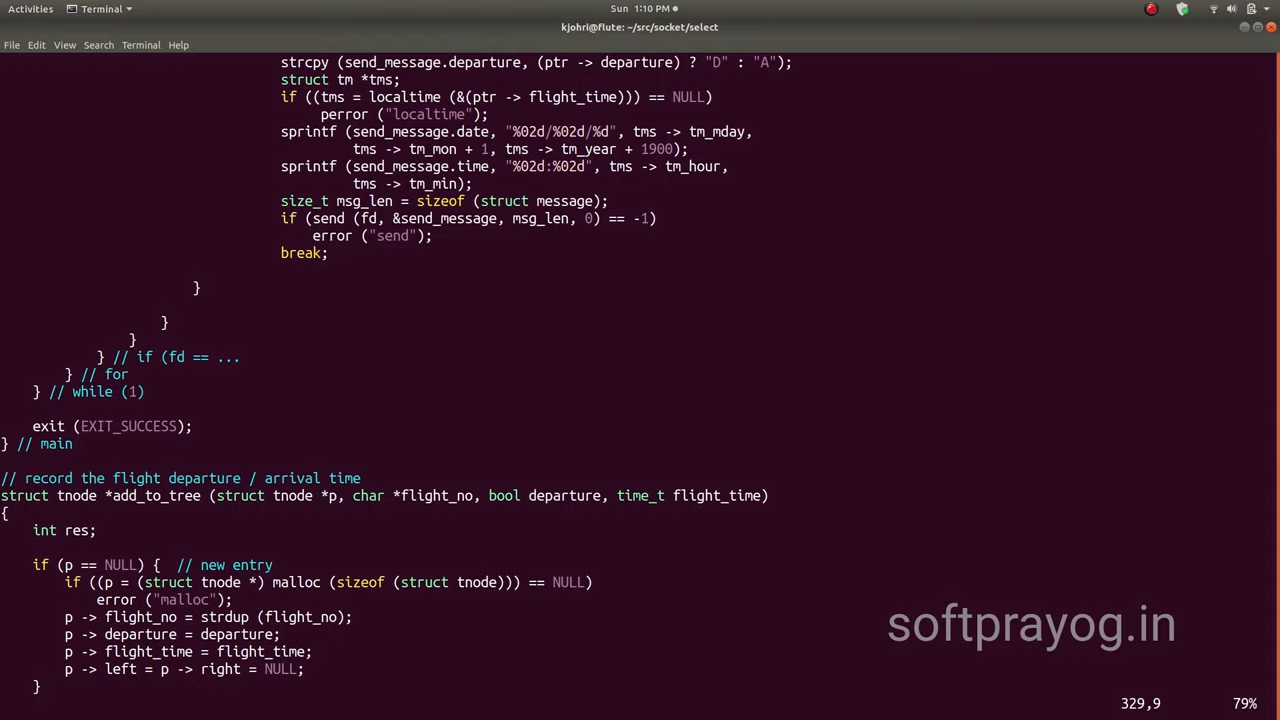 Activities Terminal Sun 1:10 PM
kjohri@flute: ~/src/socket/select
File Edit View Search Terminal Help
strcpy (send_message.departure, (ptr -> departure) ? "D" : "A");
struct tm *tms;
if ((tms = localtime (&(ptr -> flight_time))) == NULL)
perror ("localtime");
sprintf (send_message.date, "%02d/%02d/%d", tms -> tm_mday,
tms -> tm_mon + 1, tms -> tm_year + 1900);
sprintf (send_message.time, "%02d:%02d", tms -> tm_hour,
tms -> tm_min);
size_t msg_len = sizeof (struct message);
if (send (fd, &send_message, msg_len, 0) == -1)
error ("send");
break;
}
}
}
} // if (fd == ...
} // for
} // while (1)
exit (EXIT_SUCCESS);
} // main
// record the flight departure / arrival time
struct tnode *add_to_tree (struct tnode *p, char *flight_no, bool departure, time_t flight_time)
{
int res;
if (p == NULL) { // new entry
if ((p = (struct tnode *) malloc (sizeof (struct tnode))) == NULL)
error ("malloc");
p -> flight_no = strdup (flight_no);
p -> departure = departure;
p -> flight_time = flight_time;
p -> left = p -> right = NULL;
}
softprayog.in
329,9 79%